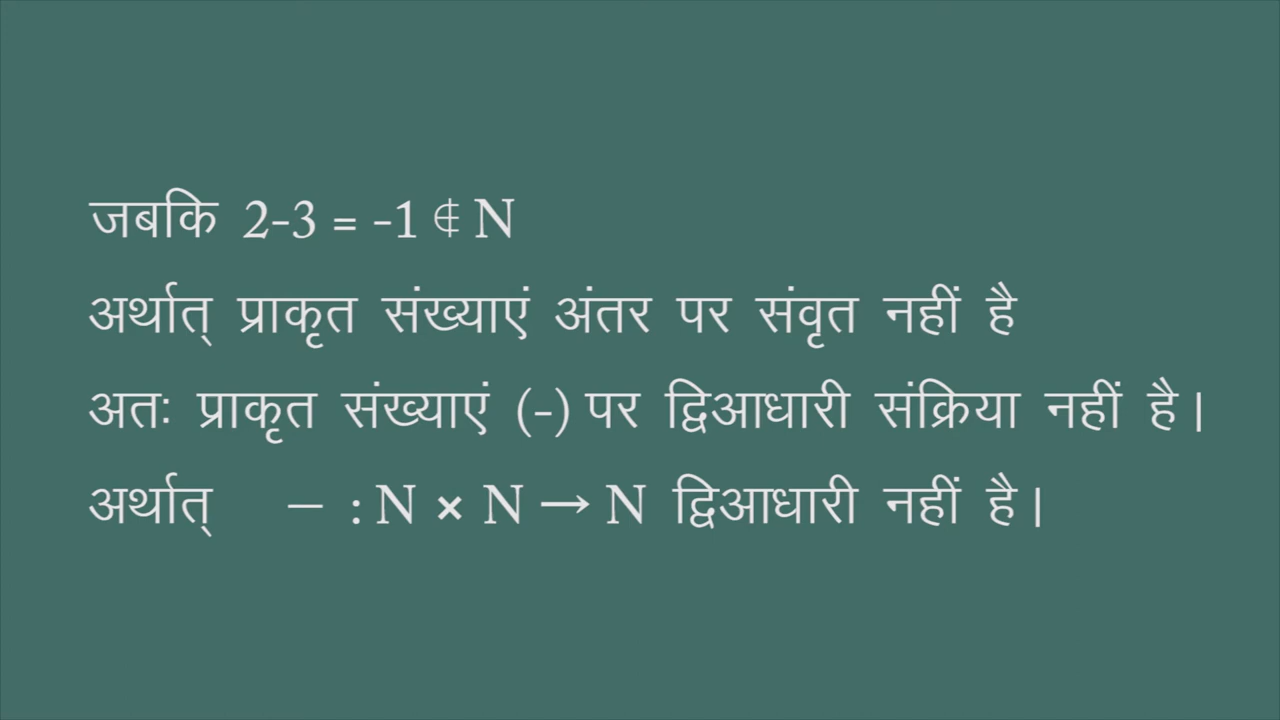 जबकि 2-3 = -1 ∉ N
अर्थात् प्राकृत संख्याएं अंतर पर संवृत नहीं है
अतः प्राकृत संख्याएं (-) पर द्विआधारी संक्रिया नहीं है।
अर्थात् – : N × N → N द्विआधारी नहीं है।